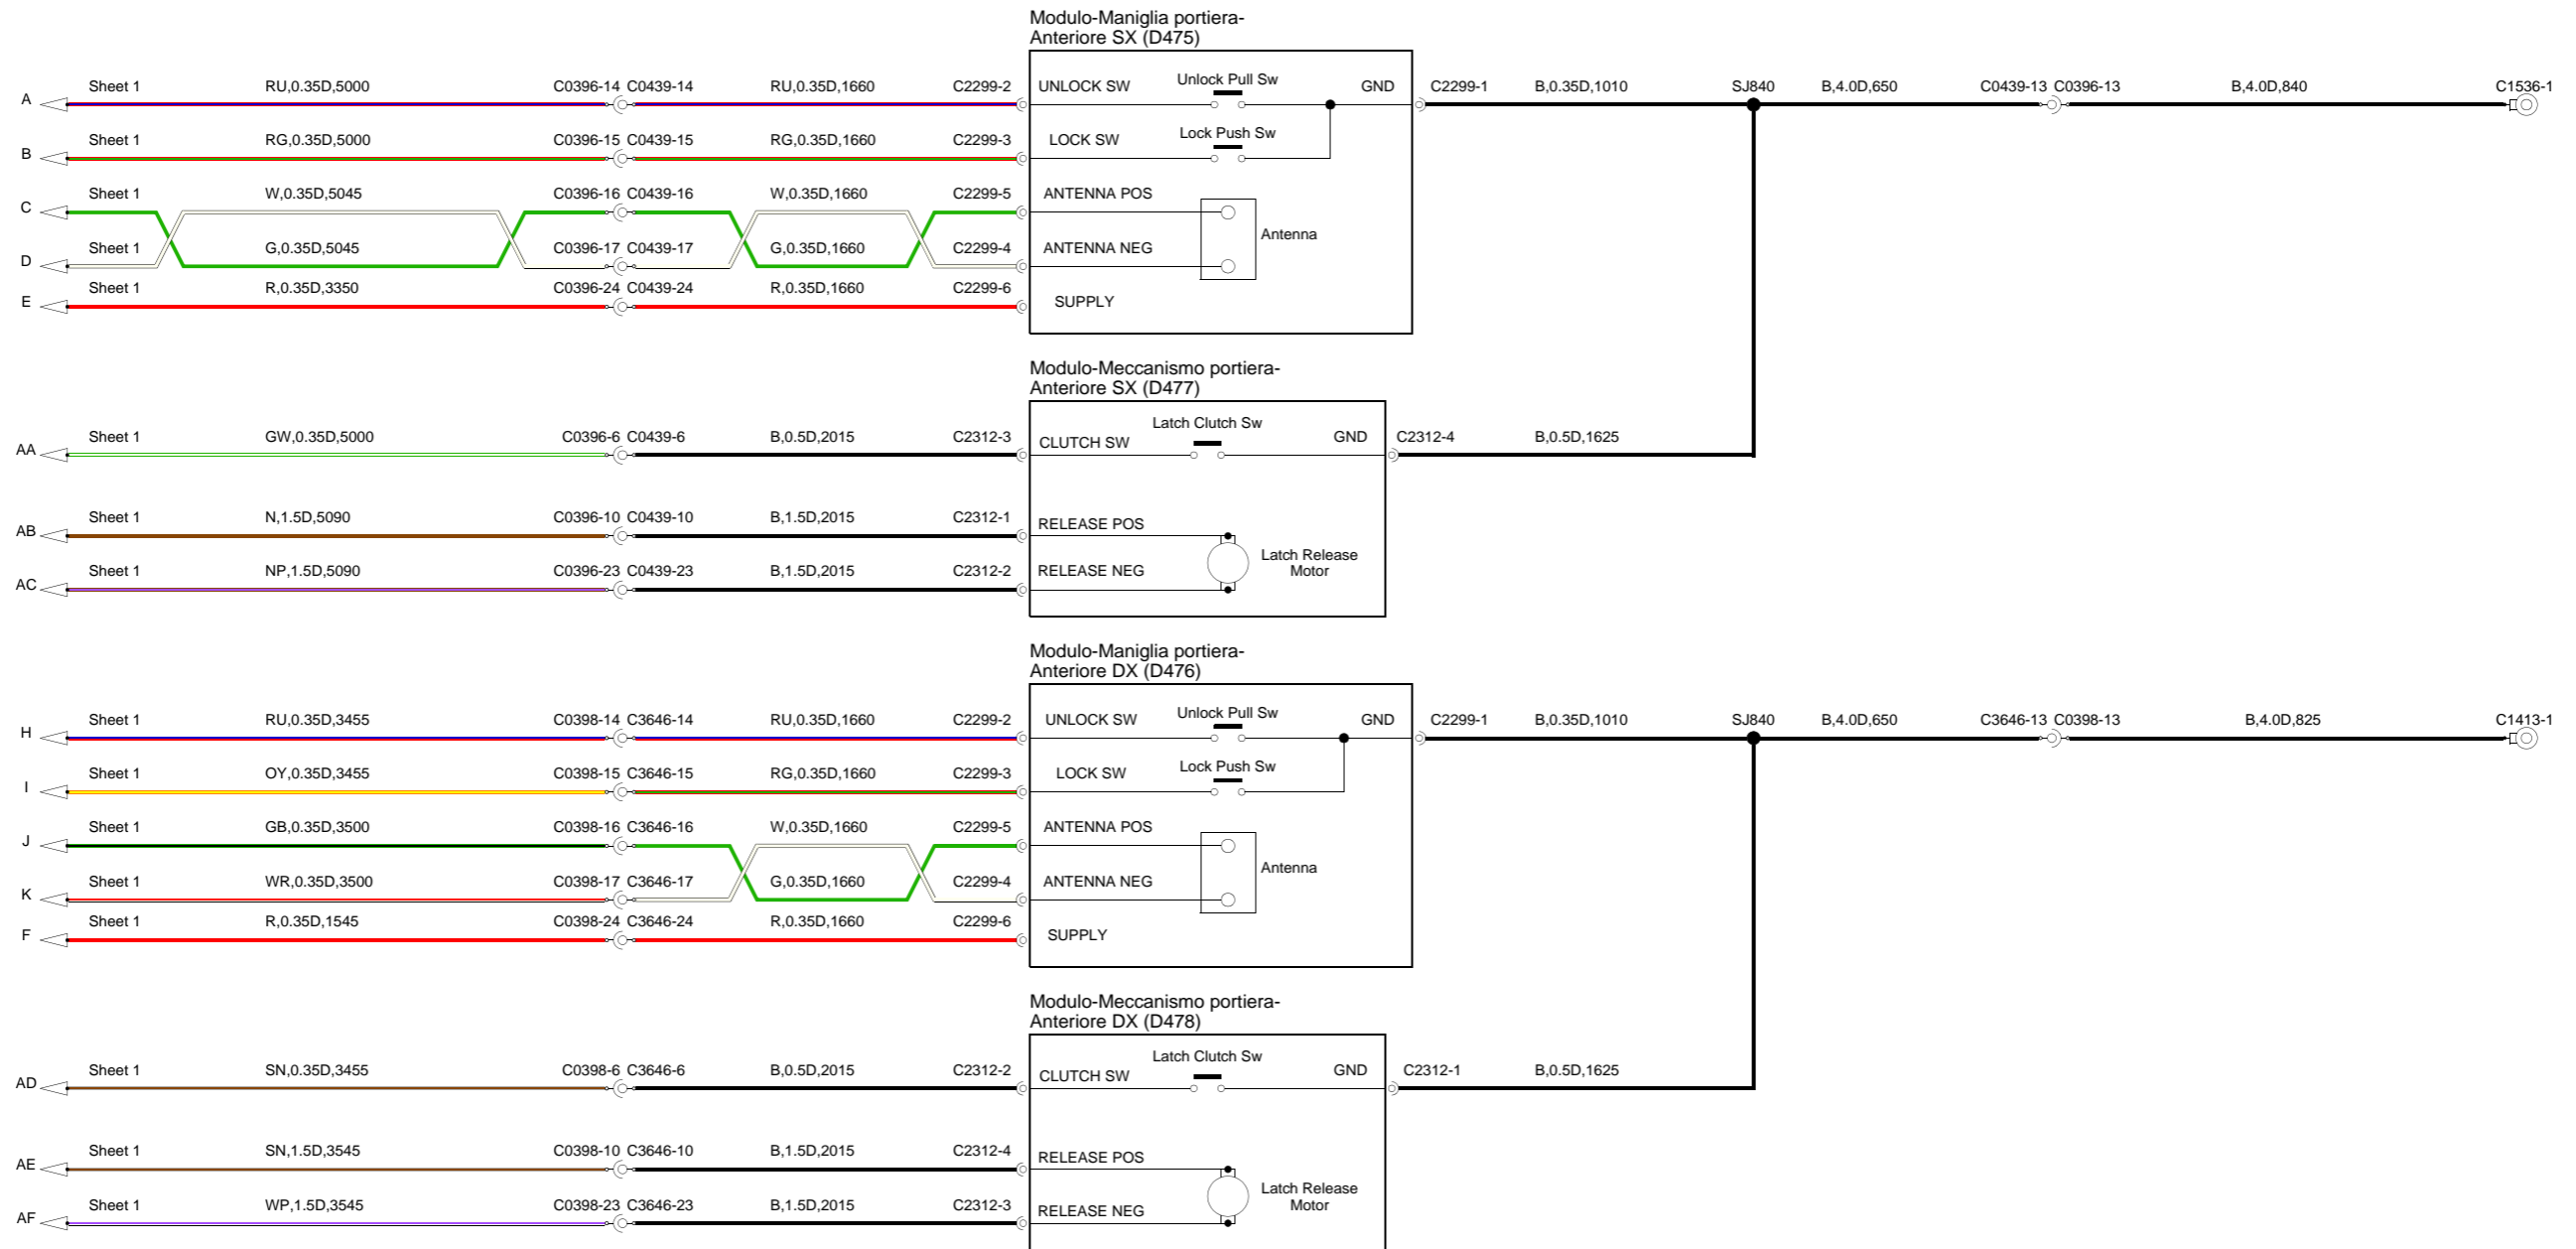 Modulo-Maniglia portiera-
Anteriore SX (D475)
A Sheet 1 RU,0.35D,5000 C0396-14 C0439-14 RU,0.35D,1660 C2299-2 UNLOCK SW Unlock Pull Sw GND C2299-1 B,0.35D,1010 SJ840 B,4.0D,650 C0439-13 C0396-13 B,4.0D,840 C1536-1
B Sheet 1 RG,0.35D,5000 C0396-15 C0439-15 RG,0.35D,1660 C2299-3 LOCK SW Lock Push Sw
C Sheet 1 W,0.35D,5045 C0396-16 C0439-16 W,0.35D,1660 C2299-5 ANTENNA POS
Antenna
D Sheet 1 G,0.35D,5045 C0396-17 C0439-17 G,0.35D,1660 C2299-4 ANTENNA NEG
E Sheet 1 R,0.35D,3350 C0396-24 C0439-24 R,0.35D,1660 C2299-6 SUPPLY
Modulo-Meccanismo portiera-
Anteriore SX (D477)
AA Sheet 1 GW,0.35D,5000 C0396-6 C0439-6 B,0.5D,2015 C2312-3 CLUTCH SW Latch Clutch Sw GND C2312-4 B,0.5D,1625
AB Sheet 1 N,1.5D,5090 C0396-10 C0439-10 B,1.5D,2015 C2312-1 RELEASE POS
Latch Release
Motor
AC Sheet 1 NP,1.5D,5090 C0396-23 C0439-23 B,1.5D,2015 C2312-2 RELEASE NEG
Modulo-Maniglia portiera-
Anteriore DX (D476)
H Sheet 1 RU,0.35D,3455 C0398-14 C3646-14 RU,0.35D,1660 C2299-2 UNLOCK SW Unlock Pull Sw GND C2299-1 B,0.35D,1010 SJ840 B,4.0D,650 C3646-13 C0398-13 B,4.0D,825 C1413-1
I Sheet 1 OY,0.35D,3455 C0398-15 C3646-15 RG,0.35D,1660 C2299-3 LOCK SW Lock Push Sw
J Sheet 1 GB,0.35D,3500 C0398-16 C3646-16 W,0.35D,1660 C2299-5 ANTENNA POS
Antenna
K Sheet 1 WR,0.35D,3500 C0398-17 C3646-17 G,0.35D,1660 C2299-4 ANTENNA NEG
F Sheet 1 R,0.35D,1545 C0398-24 C3646-24 R,0.35D,1660 C2299-6 SUPPLY
Modulo-Meccanismo portiera-
Anteriore DX (D478)
AD Sheet 1 SN,0.35D,3455 C0398-6 C3646-6 B,0.5D,2015 C2312-2 CLUTCH SW Latch Clutch Sw GND C2312-1 B,0.5D,1625
AE Sheet 1 SN,1.5D,3545 C0398-10 C3646-10 B,1.5D,2015 C2312-4 RELEASE POS
Latch Release
Motor
AF Sheet 1 WP,1.5D,3545 C0398-23 C3646-23 B,1.5D,2015 C2312-3 RELEASE NEG